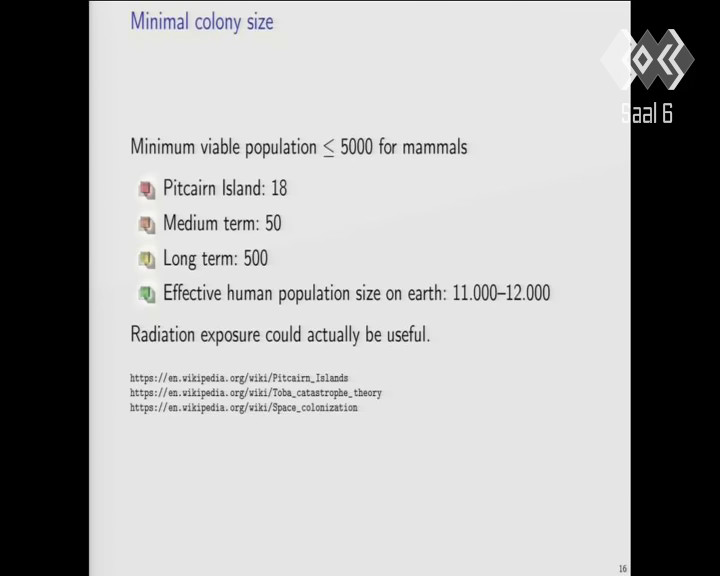 Minimal colony size
Saal 6
Minimum viable population ≤ 5000 for mammals
Pitcairn Island: 18
Medium term: 50
Long term: 500
Effective human population size on earth: 11.000–12.000
Radiation exposure could actually be useful.
https://en.wikipedia.org/wiki/Pitcairn_Islands
https://en.wikipedia.org/wiki/Toba_catastrophe_theory
https://en.wikipedia.org/wiki/Space_colonization
16